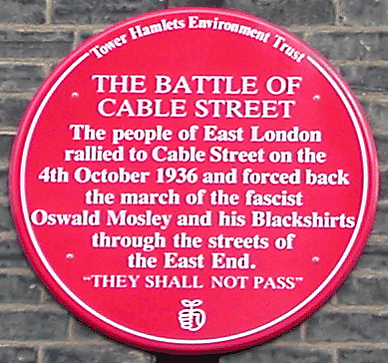 Tower Hamlets Environment Trust
THE BATTLE OF
CABLE STREET
The people of East London
rallied to Cable Street on the
4th October 1936 and forced back
the march of the fascist
Oswald Mosley and his Blackshirts
through the streets of
the East End.
"THEY SHALL NOT PASS"